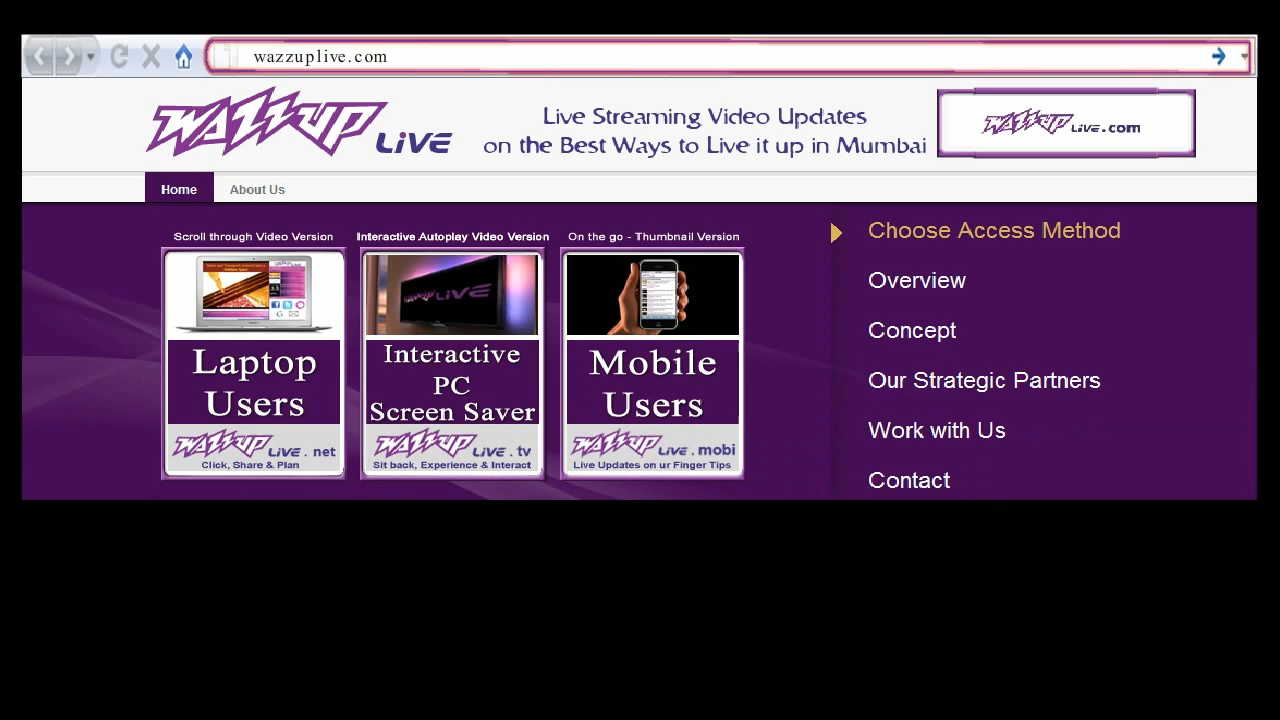 wazzuplive.com
WAZZUP LiVE
Live Streaming Video Updates
on the Best Ways to Live it up in Mumbai
WAZZUP LiVE.com
Home About Us
Scroll through Video Version
Laptop
Users
WAZZUP LiVE . net
Click, Share & Plan
Interactive Autoplay Video Version
WAZZUP LiVE
Interactive
PC
Screen Saver
WAZZUP LiVE . tv
Sit back, Experience & Interact
On the go - Thumbnail Version
Mobile
Users
WAZZUP LiVE . mobi
Live Updates on ur Finger Tips
Choose Access Method
Overview
Concept
Our Strategic Partners
Work with Us
Contact